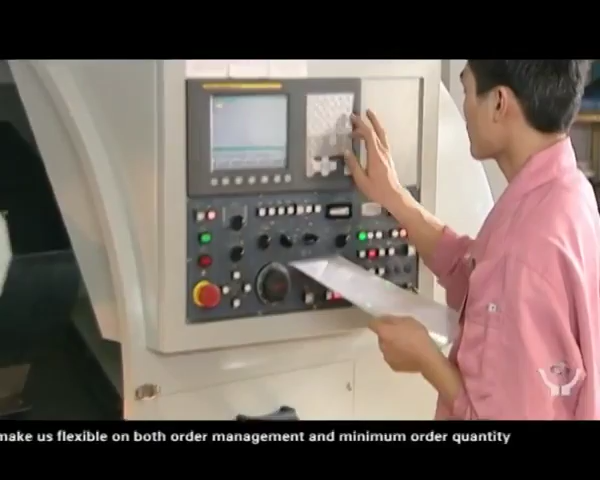 make us flexible on both order management and minimum order quantity